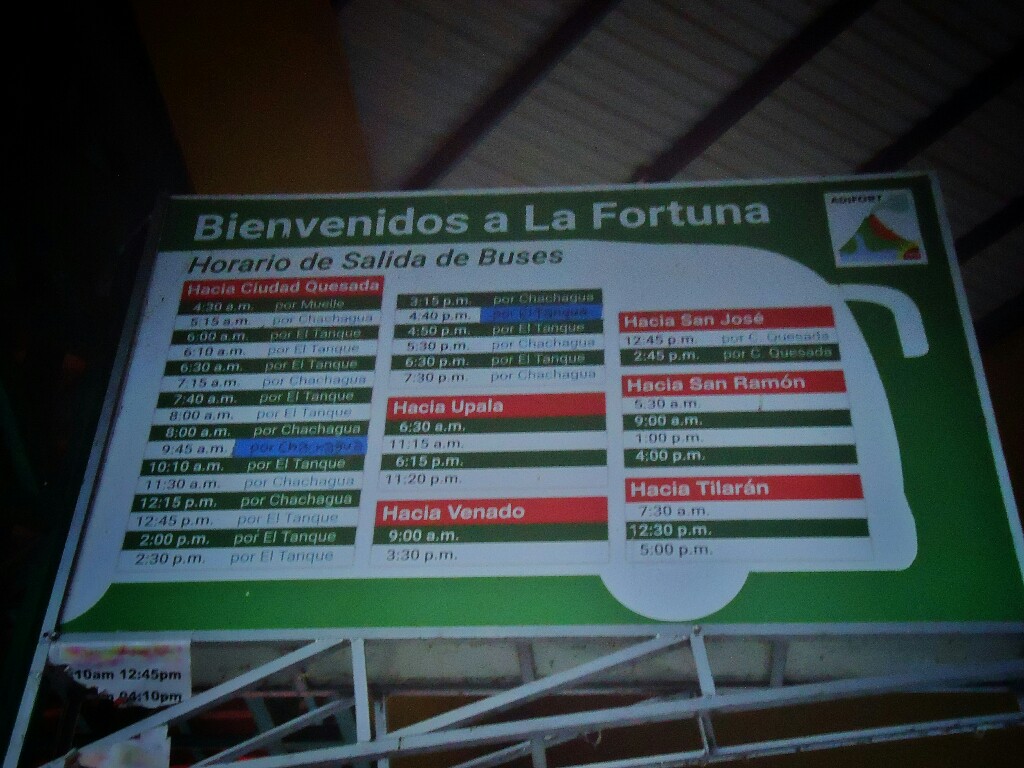 Bienvenidos a La Fortuna
ADIFORT
Horario de Salida de Buses
Hacia Ciudad Quesada
4:30 a.m. por Muelle
5:15 a.m. por Chachagua
6:00 a.m. por El Tanque
6:10 a.m. por El Tanque
6:30 a.m. por El Tanque
7:15 a.m. por Chachagua
7:40 a.m. por El Tanque
8:00 a.m. por El Tanque
8:00 a.m. por Chachagua
9:45 a.m. por Chachagua
10:10 a.m. por El Tanque
11:30 a.m. por Chachagua
12:15 p.m. por Chachagua
12:45 p.m. por El Tanque
2:00 p.m. por El Tanque
2:30 p.m. por El Tanque
3:15 p.m. por Chachagua
4:40 p.m. por El Tanque
4:50 p.m. por El Tanque
5:30 p.m. por Chachagua
6:30 p.m. por El Tanque
7:30 p.m. por Chachagua
Hacia Upala
6:30 a.m.
11:15 a.m.
6:15 p.m.
11:20 p.m.
Hacia Venado
9:00 a.m.
3:30 p.m.
Hacia San José
12:45 p.m. por C. Quesada
2:45 p.m. por C. Quesada
Hacia San Ramón
5:30 a.m.
9:00 a.m.
1:00 p.m.
4:00 p.m.
Hacia Tilarán
7:30 a.m.
12:30 p.m.
5:00 p.m.
10am 12:45pm
04:10pm